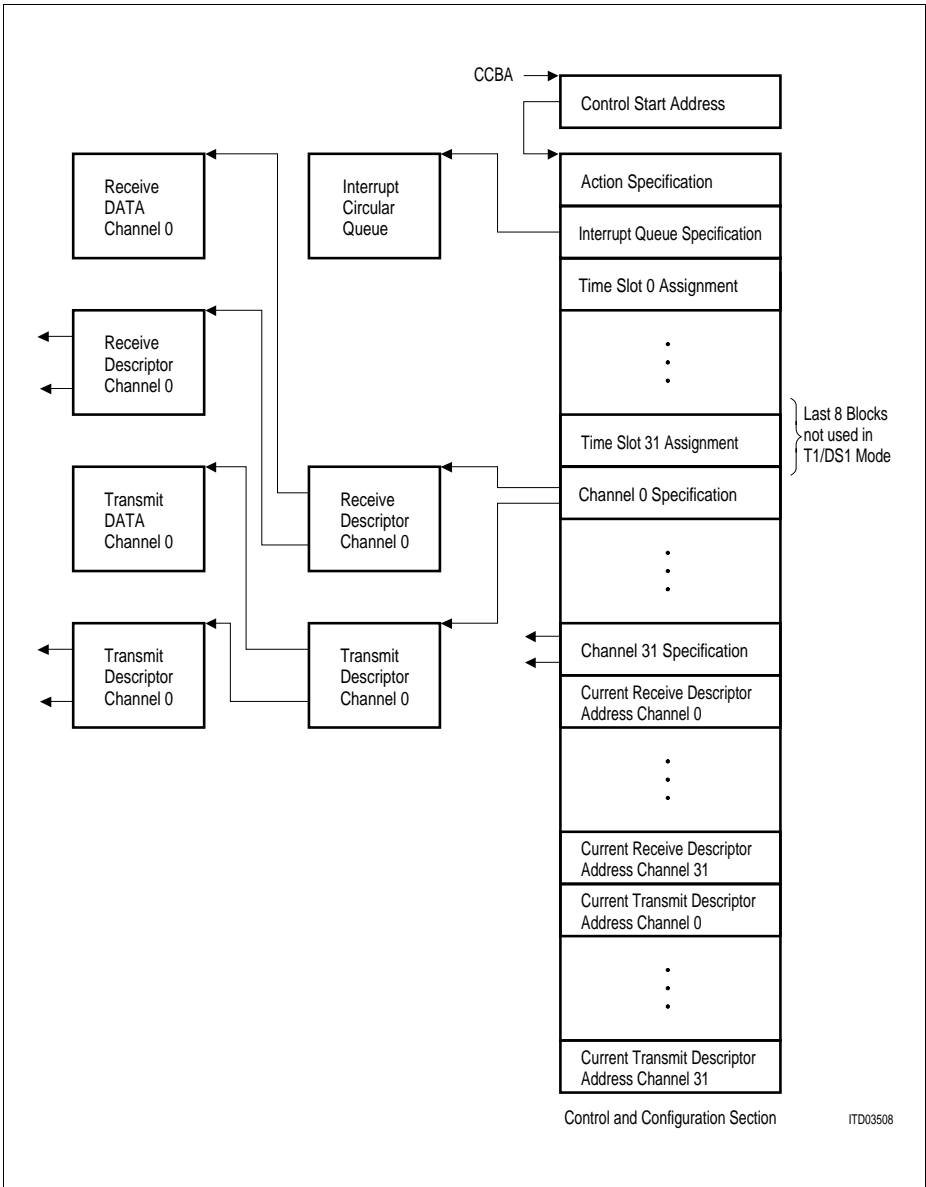 CCBA
Control Start Address
Receive
DATA
Channel 0
Interrupt
Circular
Queue
Action Specification
Interrupt Queue Specification
Time Slot 0 Assignment
Receive
Descriptor
Channel 0
Time Slot 31 Assignment
Last 8 Blocks
not used in
T1/DS1 Mode
Transmit
DATA
Channel 0
Receive
Descriptor
Channel 0
Channel 0 Specification
Transmit
Descriptor
Channel 0
Transmit
Descriptor
Channel 0
Channel 31 Specification
Current Receive Descriptor
Address Channel 0
Current Receive Descriptor
Address Channel 31
Current Transmit Descriptor
Address Channel 0
Current Transmit Descriptor
Address Channel 31
Control and Configuration Section
ITD03508